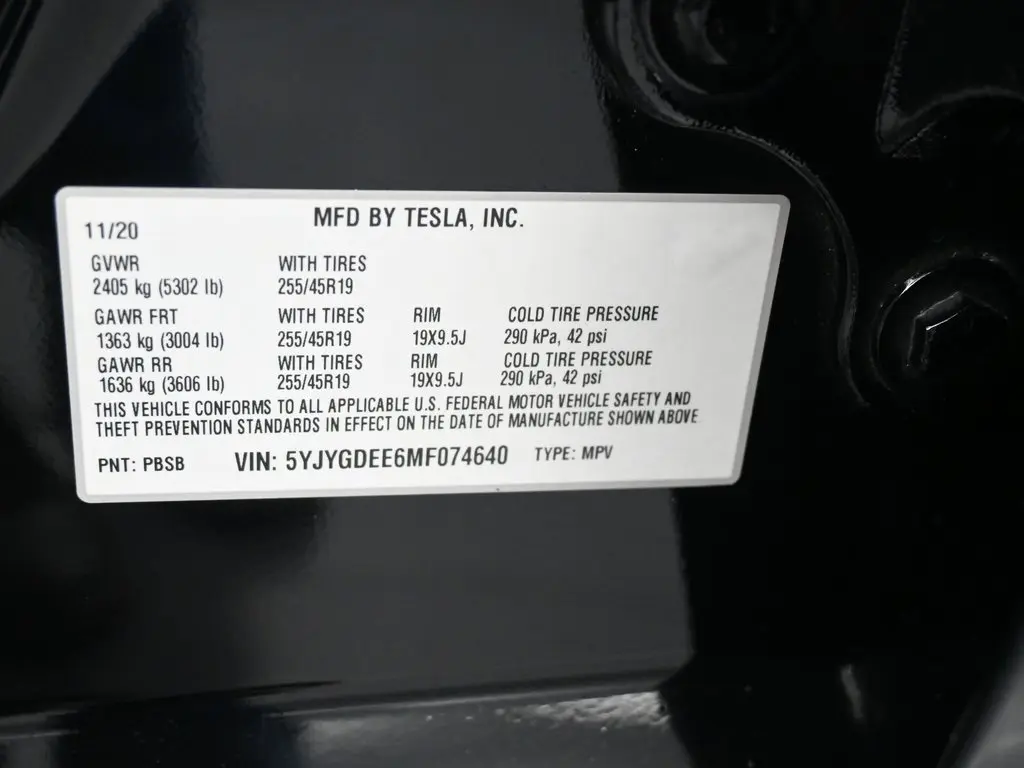 MFD BY TESLA, INC.
11/20
GVWR WITH TIRES
2405 kg (5302 lb) 255/45R19
GAWR FRT WITH TIRES RIM COLD TIRE PRESSURE
1363 kg (3004 lb) 255/45R19 19X9.5J 290 kPa, 42 psi
GAWR RR WITH TIRES RIM COLD TIRE PRESSURE
1636 kg (3606 lb) 255/45R19 19X9.5J 290 kPa, 42 psi
THIS VEHICLE CONFORMS TO ALL APPLICABLE U.S. FEDERAL MOTOR VEHICLE SAFETY AND
THEFT PREVENTION STANDARDS IN EFFECT ON THE DATE OF MANUFACTURE SHOWN ABOVE
PNT: PBSB VIN: 5YJYGDEE6MF074640 TYPE: MPV